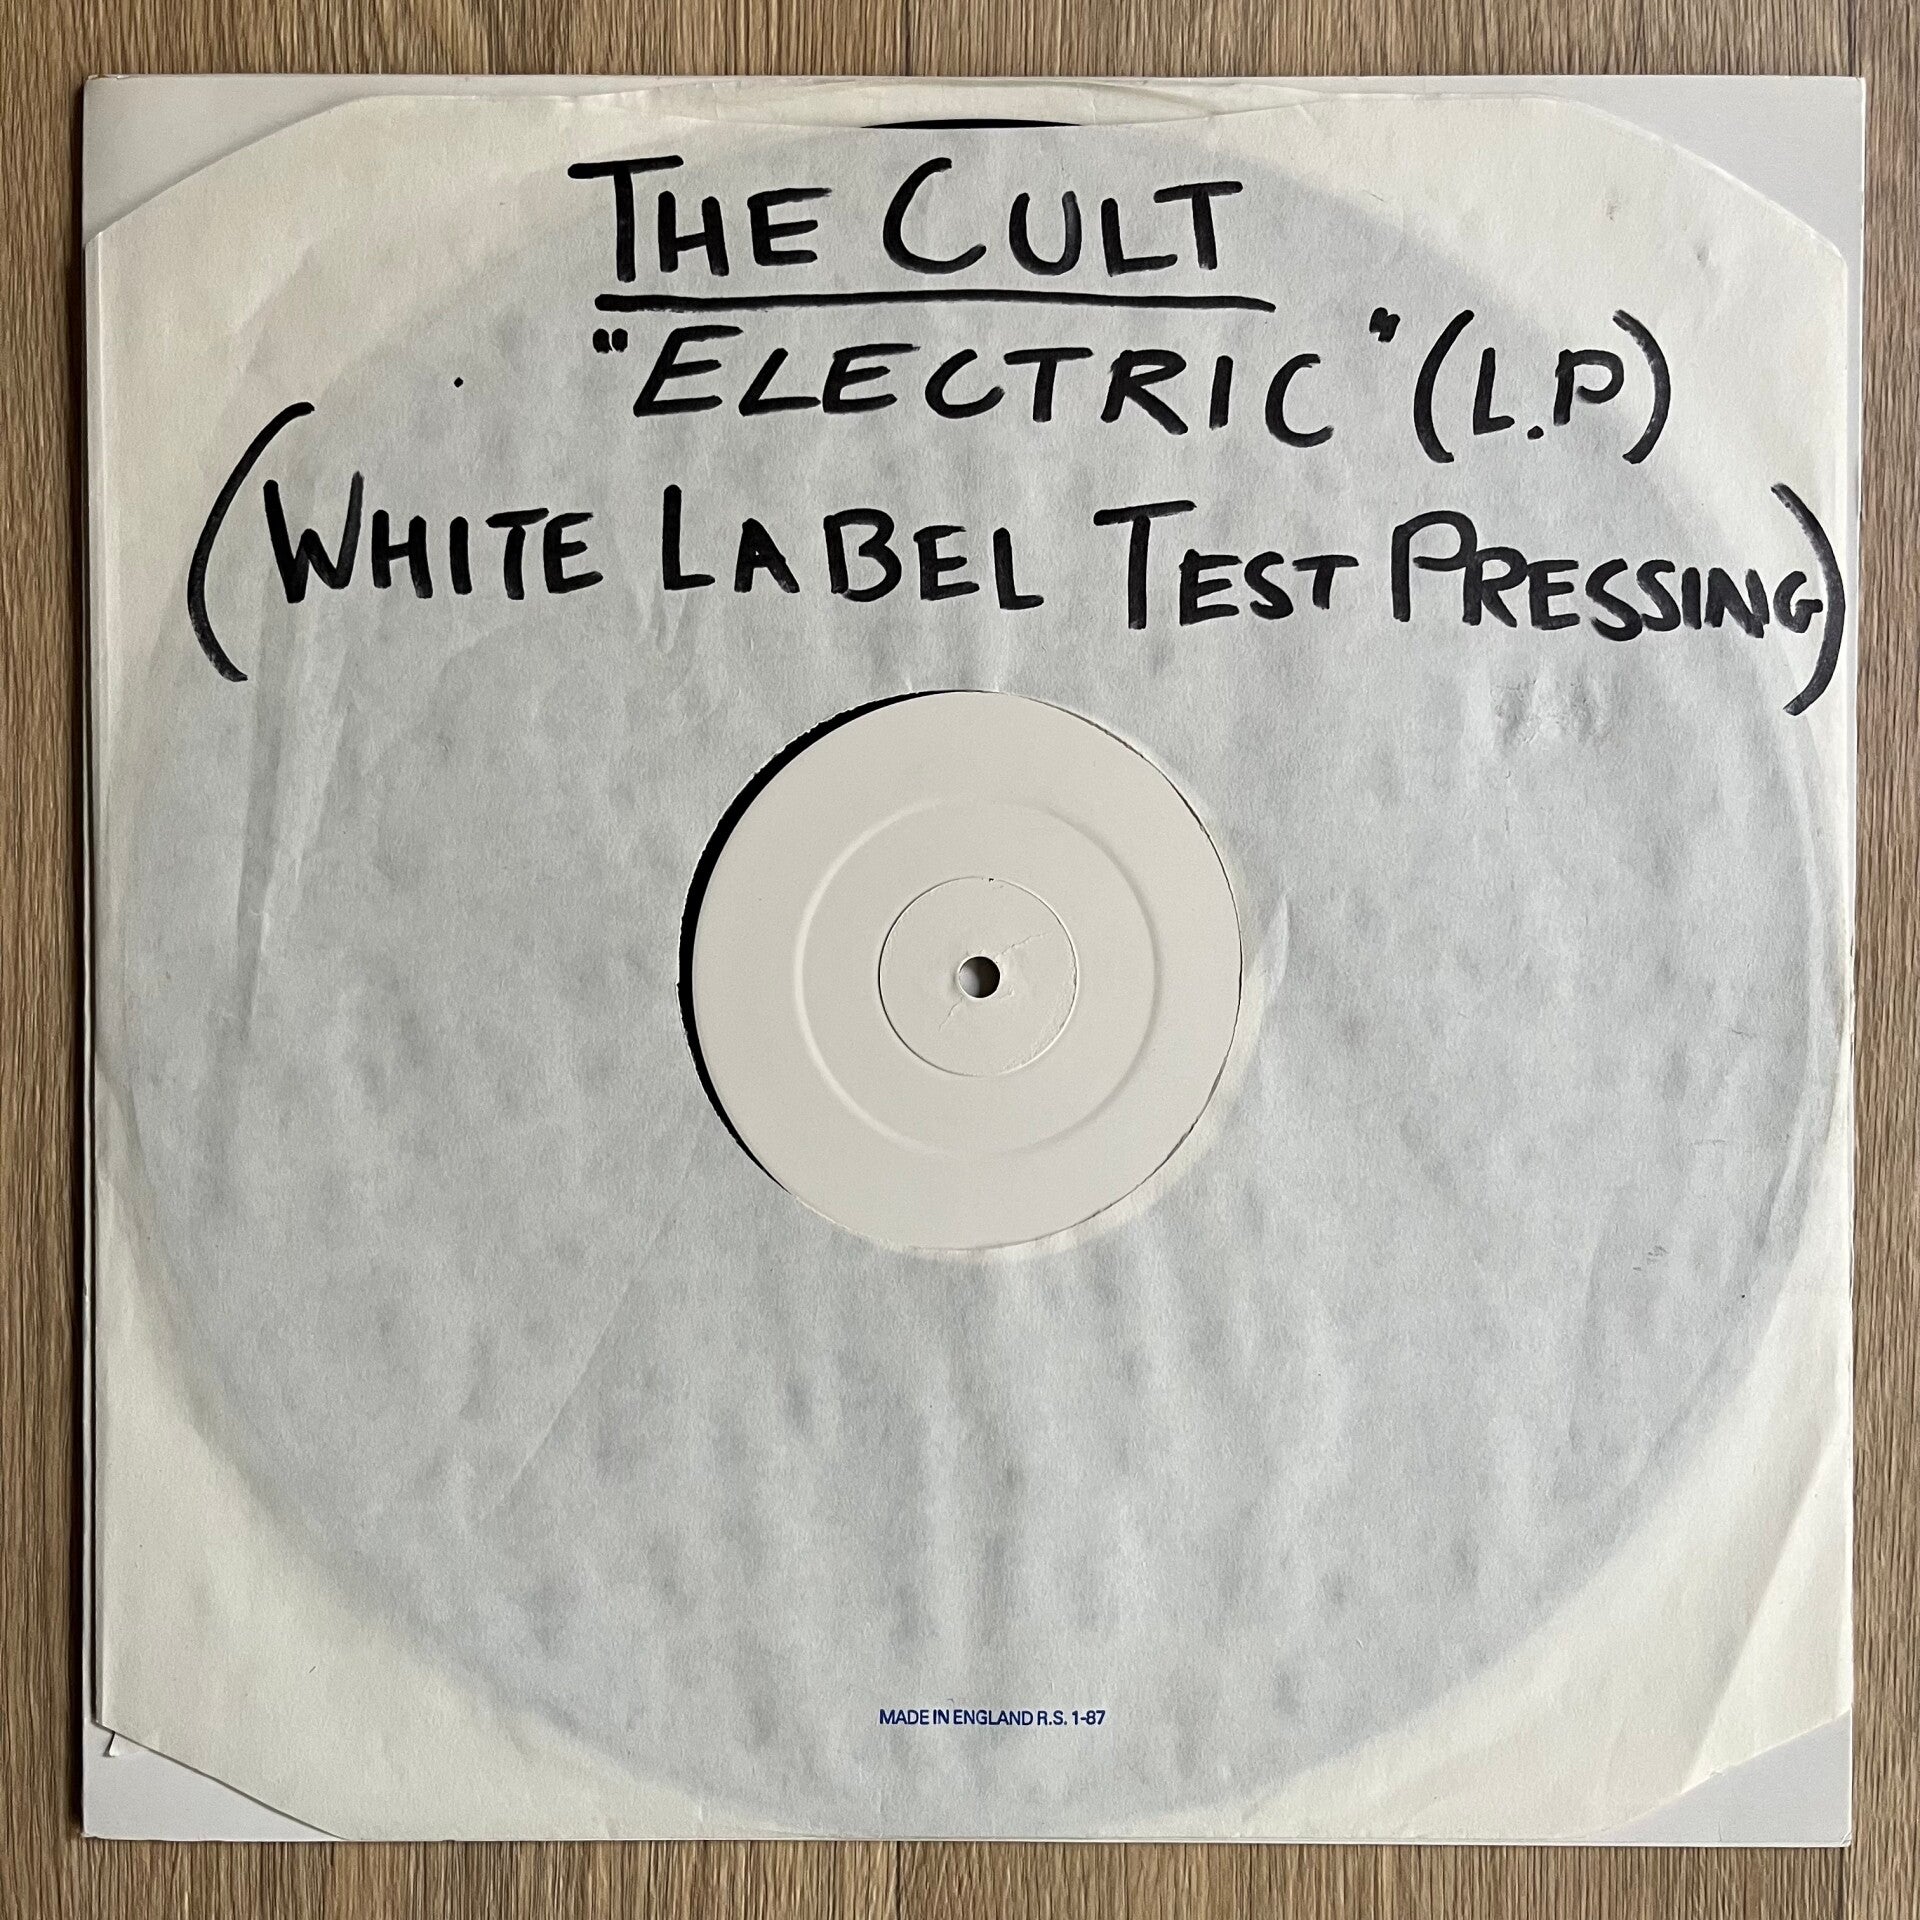 THE CULT
"ELECTRIC" (L.P)
(WHITE LABEL TEST PRESSING)
MADE IN ENGLAND R.S. 1-87